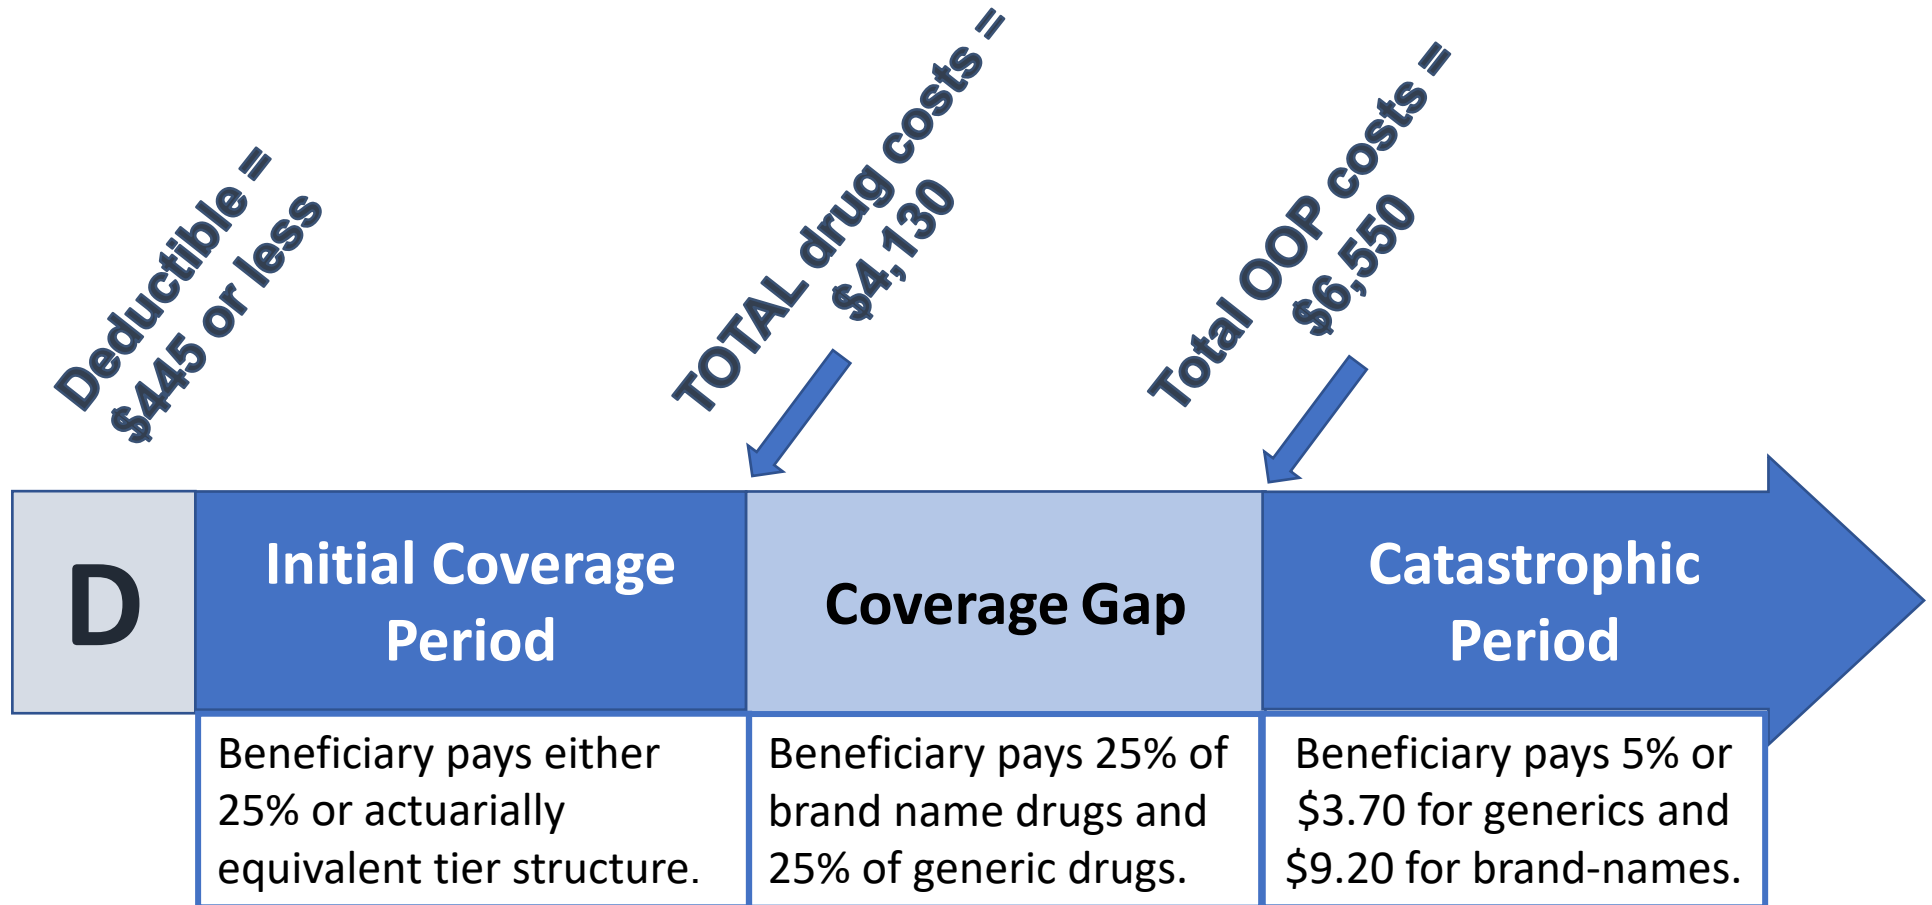 Deductible =
$445 or less
TOTAL drug costs =
$4,130
Total OOP costs =
$6,550
D
Initial Coverage
Period
Coverage Gap
Catastrophic
Period
Beneficiary pays either
25% or actuarially
equivalent tier structure.
Beneficiary pays 25% of
brand name drugs and
25% of generic drugs.
Beneficiary pays 5% or
$3.70 for generics and
$9.20 for brand-names.